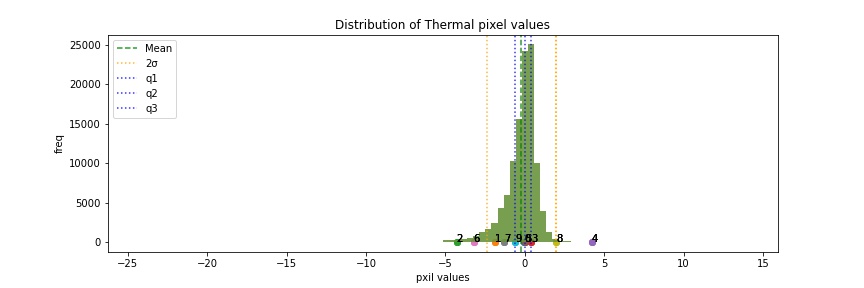 Distribution of Thermal pixel values
Mean
2σ
q1
q2
q3
freq
25000
20000
15000
10000
5000
0
2 6 1 7 9 3 8 4
−25 −20 −15 −10 −5 0 5 10 15
pxil values